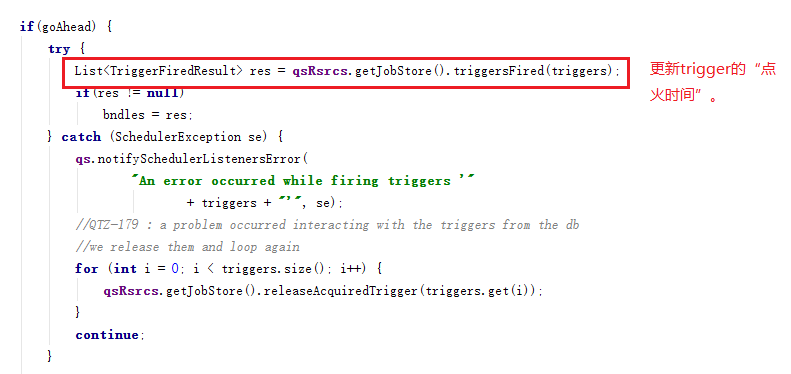 if(goAhead) {
try {
List<TriggerFiredResult> res = qsRsrcs.getJobStore().triggersFired(triggers);
更新trigger的“点
火时间”。
if(res != null)
bndles = res;
} catch (SchedulerException se) {
qs.notifySchedulerListenersError(
"An error occurred while firing triggers '"
+ triggers + "'", se);
//QTZ-179 : a problem occurred interacting with the triggers from the db
//we release them and loop again
for (int i = 0; i < triggers.size(); i++) {
qsRsrcs.getJobStore().releaseAcquiredTrigger(triggers.get(i));
}
continue;
}